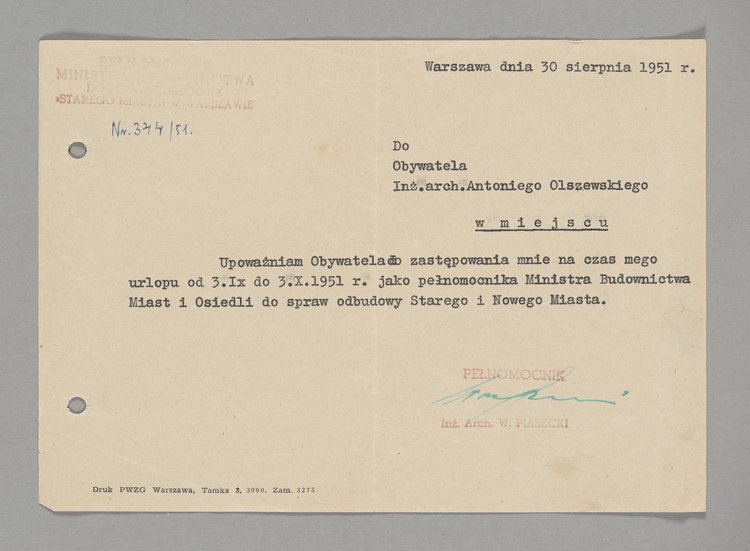 PEŁNOMOCNIK
MINISTRA BUDOWNICTWA
STAREGO MIASTA W WARSZAWIE
Nr. 374/51.
Warszawa dnia 30 sierpnia 1951 r.
Do
Obywatela
Inż.arch.Antoniego Olszewskiego
w miejscu
Upoważniam Obywatela do zastępowania mnie na czas mego
urlopu od 3.Ix do 3.X.1951 r. jako pełnomocnika Ministra Budownictwa
Miast i Osiedli do spraw odbudowy Starego i Nowego Miasta.
PEŁNOMOCNIK
Inż. Arch. W. PIASECKI
Druk PWZG Warszawa, Tamka 3. 3000. Zam. 3275